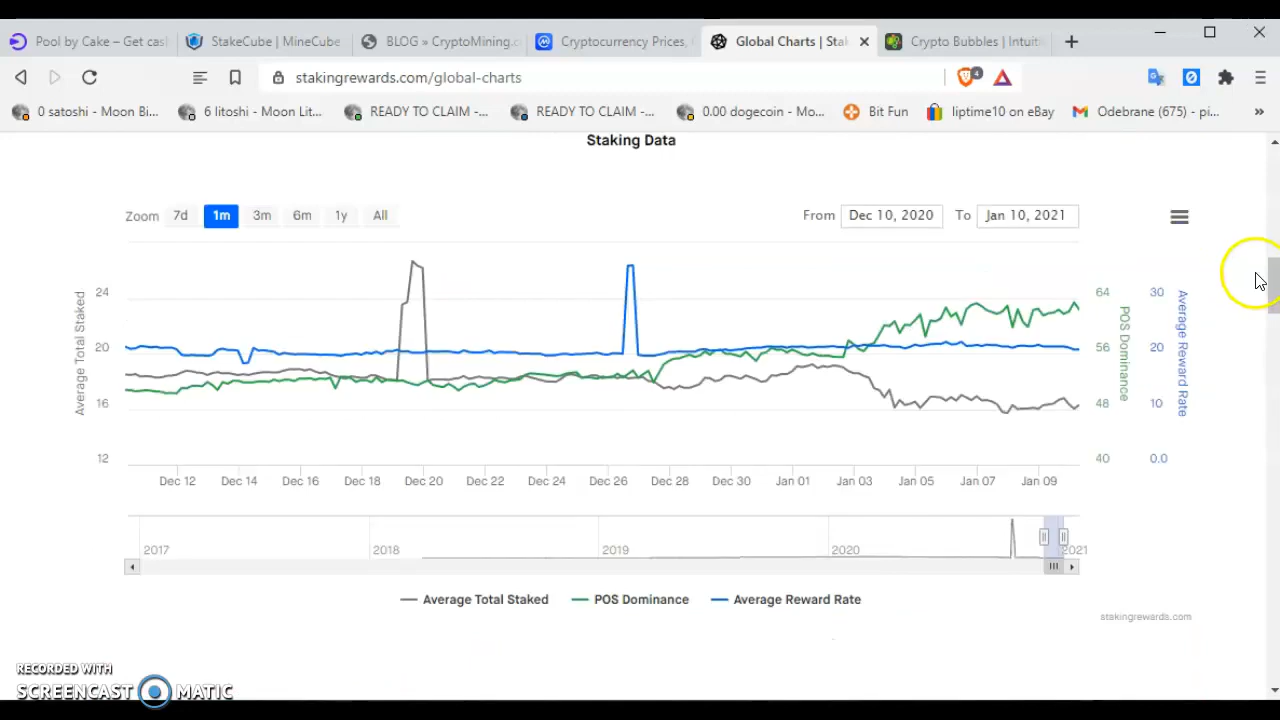 Pool by Cake – Get cas
StakeCube | MineCube
BLOG » CryptoMining.c
Cryptocurrency Prices,
Global Charts | Stak
Crypto Bubbles | Intuiti
stakingrewards.com/global-charts
4
0 satoshi - Moon Bi...
6 litoshi - Moon Lit...
READY TO CLAIM -...
READY TO CLAIM -...
0.00 dogecoin - Mo...
Bit Fun
liptime10 on eBay
Odebrane (675) - pi...
Staking Data
Zoom 7d 1m 3m 6m 1y All
From Dec 10, 2020 To Jan 10, 2021
Average Total Staked
24
20
16
12
64
56
48
40
POS Dominance
30
20
10
0.0
Average Reward Rate
Dec 12 Dec 14 Dec 16 Dec 18 Dec 20 Dec 22 Dec 24 Dec 26 Dec 28 Dec 30 Jan 01 Jan 03 Jan 05 Jan 07 Jan 09
2017 2018 2019 2020 2021
Average Total Staked POS Dominance Average Reward Rate
stakingrewards.com
RECORDED WITH
SCREENCAST MATIC